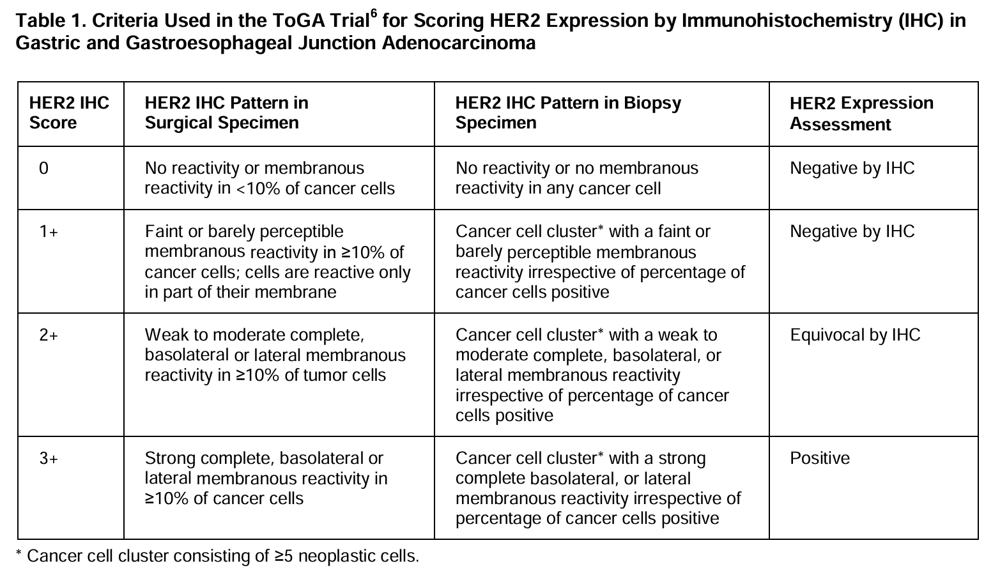 Table 1. Criteria Used in the ToGA Trial6 for Scoring HER2 Expression by Immunohistochemistry (IHC) in
Gastric and Gastroesophageal Junction Adenocarcinoma
HER2 IHC
Score
HER2 IHC Pattern in
Surgical Specimen
HER2 IHC Pattern in Biopsy
Specimen
HER2 Expression
Assessment
0
No reactivity or membranous
reactivity in <10% of cancer cells
No reactivity or no membranous
reactivity in any cancer cell
Negative by IHC
1+
Faint or barely perceptible
membranous reactivity in ≥10% of
cancer cells; cells are reactive only
in part of their membrane
Cancer cell cluster* with a faint or
barely perceptible membranous
reactivity irrespective of percentage of
cancer cells positive
Negative by IHC
2+
Weak to moderate complete,
basolateral or lateral membranous
reactivity in ≥10% of tumor cells
Cancer cell cluster* with a weak to
moderate complete, basolateral, or
lateral membranous reactivity
irrespective of percentage of cancer
cells positive
Equivocal by IHC
3+
Strong complete, basolateral or
lateral membranous reactivity in
≥10% of cancer cells
Cancer cell cluster* with a strong
complete basolateral, or lateral
membranous reactivity irrespective of
percentage of cancer cells positive
Positive
* Cancer cell cluster consisting of ≥5 neoplastic cells.